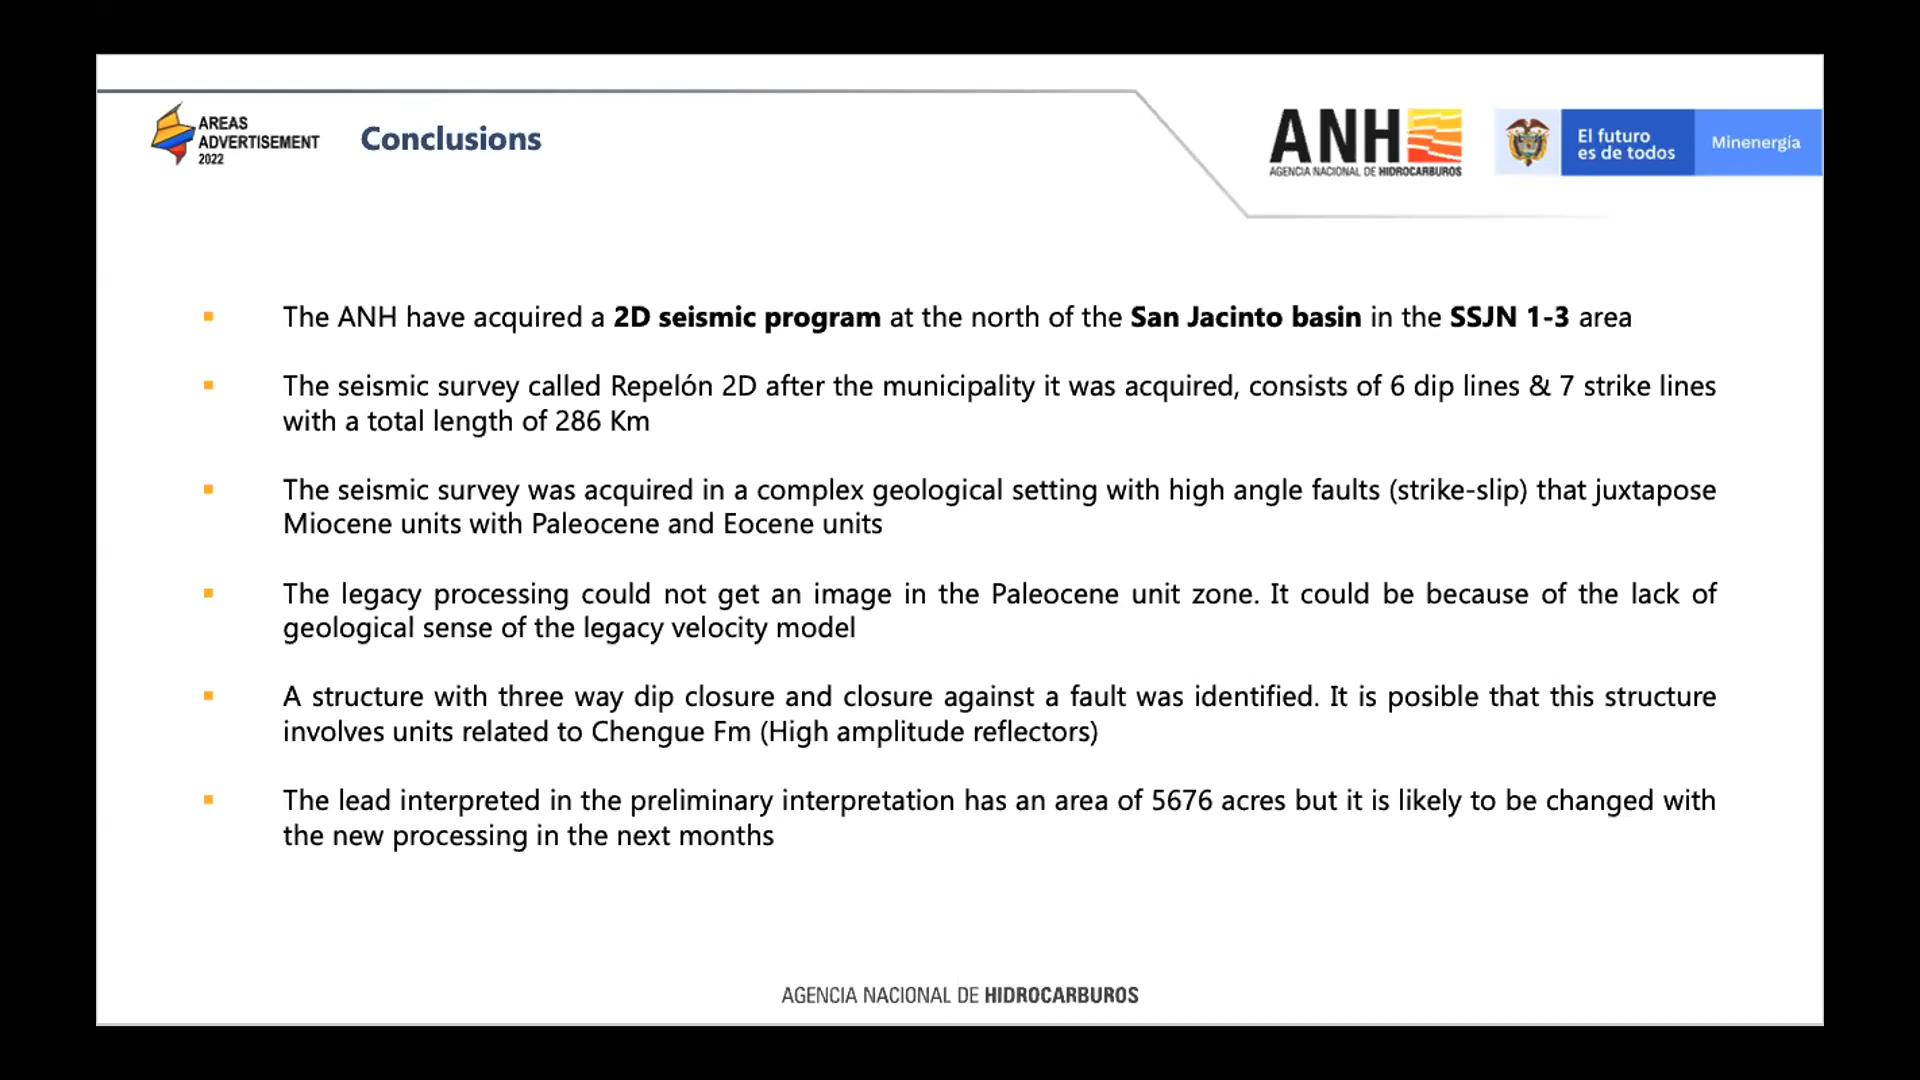 AREAS
ADVERTISEMENT
2022
Conclusions
ANH
AGENCIA NACIONAL DE HIDROCARBUROS
El futuro
es de todos
Minenergía
The ANH have acquired a 2D seismic program at the north of the San Jacinto basin in the SSJN 1-3 area
The seismic survey called Repelón 2D after the municipality it was acquired, consists of 6 dip lines & 7 strike lines
with a total length of 286 Km
The seismic survey was acquired in a complex geological setting with high angle faults (strike-slip) that juxtapose
Miocene units with Paleocene and Eocene units
The legacy processing could not get an image in the Paleocene unit zone. It could be because of the lack of
geological sense of the legacy velocity model
A structure with three way dip closure and closure against a fault was identified. It is posible that this structure
involves units related to Chengue Fm (High amplitude reflectors)
The lead interpreted in the preliminary interpretation has an area of 5676 acres but it is likely to be changed with
the new processing in the next months
AGENCIA NACIONAL DE HIDROCARBUROS